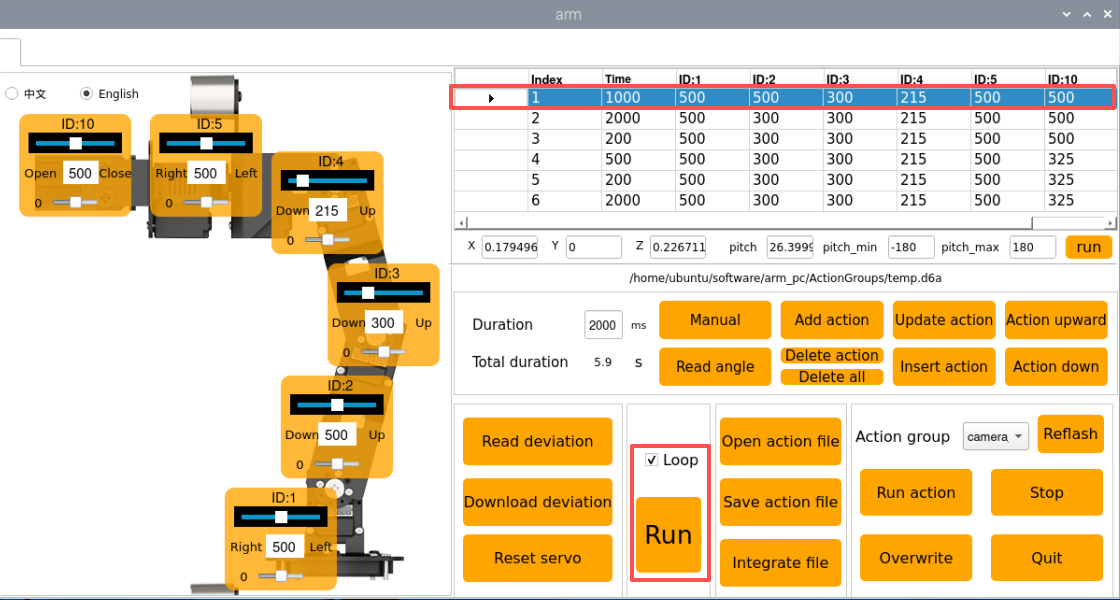 arm
中文 English
Index Time ID:1 ID:2 ID:3 ID:4 ID:5 ID:10
1 1000 500 500 300 215 500 500
2 2000 500 300 300 215 500 500
3 200 500 300 300 215 500 500
4 500 500 300 300 215 500 325
5 200 500 300 300 215 500 325
6 2000 500 300 300 215 500 325
ID:10
Open 500 Close
0
ID:5
Right 500 Left
0
ID:4
Down 215 Up
0
ID:3
Down 300 Up
0
ID:2
Down 500 Up
0
ID:1
Right 500 Left
0
X 0.179496 Y 0 Z 0.226711 pitch 26.399 pitch_min -180 pitch_max 180 run
/home/ubuntu/software/arm_pc/ActionGroups/temp.d6a
Duration 2000 ms
Total duration 5.9 s
Manual Add action Update action Action upward
Read angle Delete action Insert action Action down
Delete all
Read deviation
Download deviation
Reset servo
Loop
Run
Open action file
Save action file
Integrate file
Action group camera Reflash
Run action Stop
Overwrite Quit